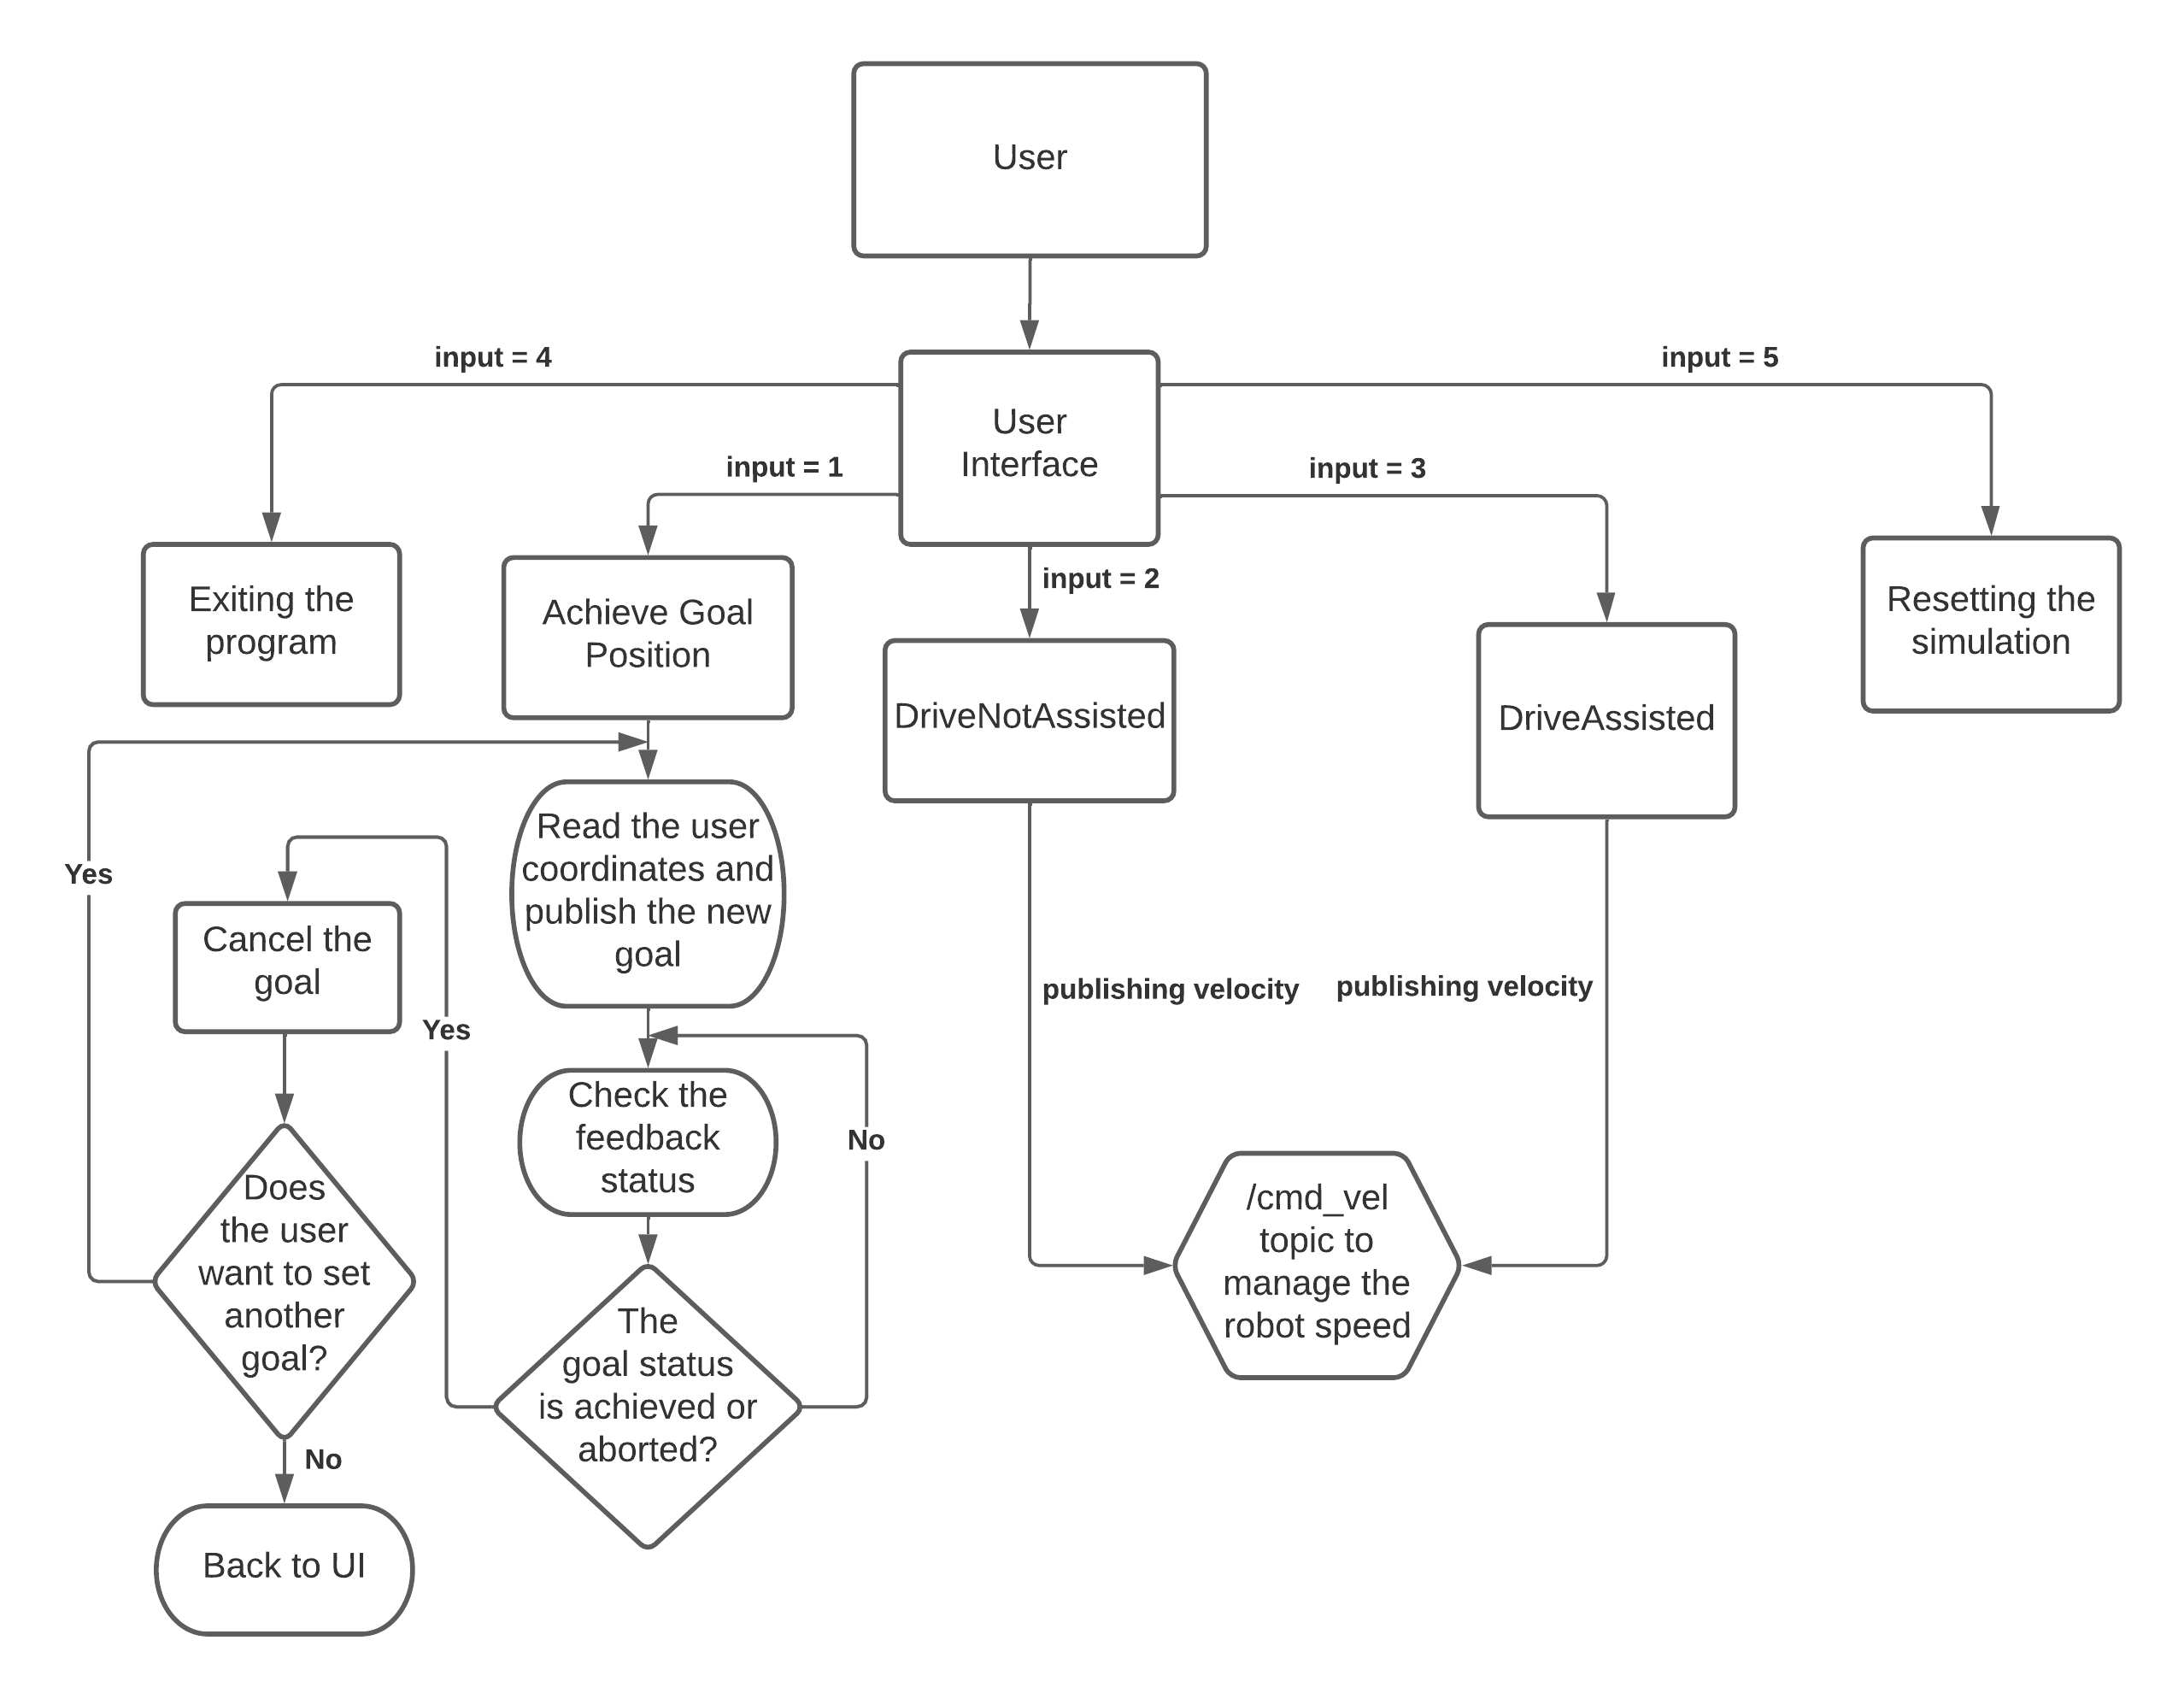 User
input = 4
input = 5
User
Interface
input = 1
input = 3
input = 2
Exiting the
program
Achieve Goal
Position
DriveNotAssisted
DriveAssisted
Resetting the
simulation
Yes
Read the user
coordinates and
publish the new
goal
Cancel the
goal
Yes
publishing velocity
publishing velocity
Check the
feedback
status
No
Does
the user
want to set
another
goal?
/cmd_vel
topic to
manage the
robot speed
The
goal status
is achieved or
aborted?
No
Back to UI